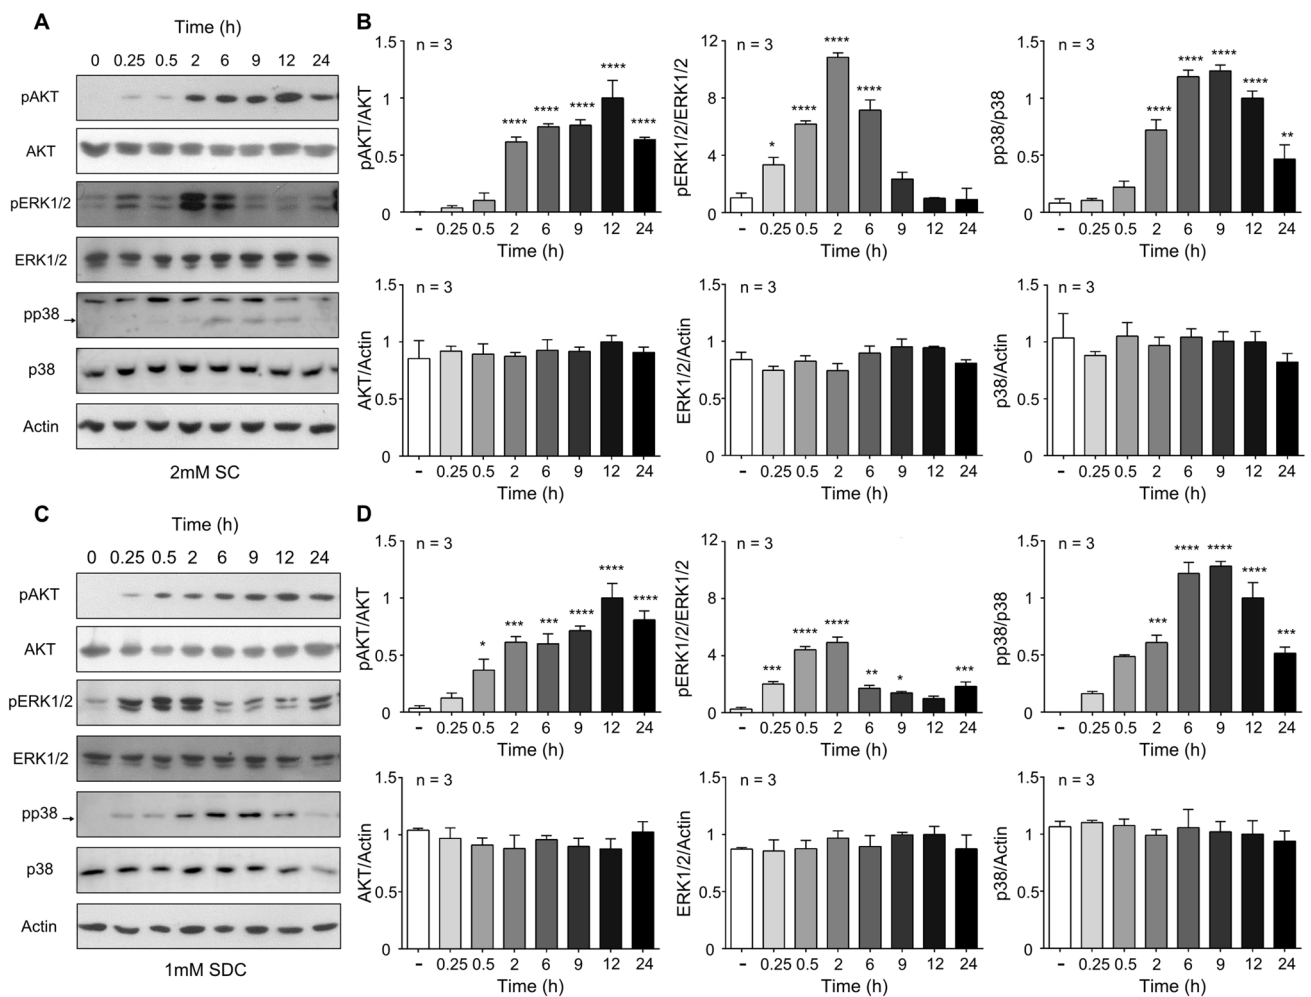 A
Time (h)
0 0.25 0.5 2 6 9 12 24
pAKT
AKT
pERK1/2
ERK1/2
pp38
p38
Actin
2mM SC
B
n = 3
pAKT/AKT
1.5
1
0.5
0
* * * *
**** **** **** **** ****
- 0.25 0.5 2 6 9 12 24
Time (h)
n = 3
pERK1/2/ERK1/2
12
8
4
0
* **** **** ****
- 0.25 0.5 2 6 9 12 24
Time (h)
n = 3
pp38/p38
1.5
1
0.5
0
**** **** **** **** **
- 0.25 0.5 2 6 9 12 24
Time (h)
n = 3
AKT/Actin
1.5
1
0.5
0
- 0.25 0.5 2 6 9 12 24
Time (h)
n = 3
ERK1/2/Actin
1.5
1
0.5
0
- 0.25 0.5 2 6 9 12 24
Time (h)
n = 3
p38/Actin
1.5
1
0.5
0
- 0.25 0.5 2 6 9 12 24
Time (h)
C
Time (h)
0 0.25 0.5 2 6 9 12 24
pAKT
AKT
pERK1/2
ERK1/2
pp38
p38
Actin
1mM SDC
D
n = 3
pAKT/AKT
1.5
1
0.5
0
* *** *** **** **** ****
- 0.25 0.5 2 6 9 12 24
Time (h)
n = 3
pERK1/2/ERK1/2
12
8
4
0
*** **** **** ** * ***
- 0.25 0.5 2 6 9 12 24
Time (h)
n = 3
pp38/p38
1.5
1
0.5
0
*** **** **** **** ***
- 0.25 0.5 2 6 9 12 24
Time (h)
n = 3
AKT/Actin
1.5
1
0.5
0
- 0.25 0.5 2 6 9 12 24
Time (h)
n = 3
ERK1/2/Actin
1.5
1
0.5
0
- 0.25 0.5 2 6 9 12 24
Time (h)
n = 3
p38/Actin
1.5
1
0.5
0
- 0.25 0.5 2 6 9 12 24
Time (h)